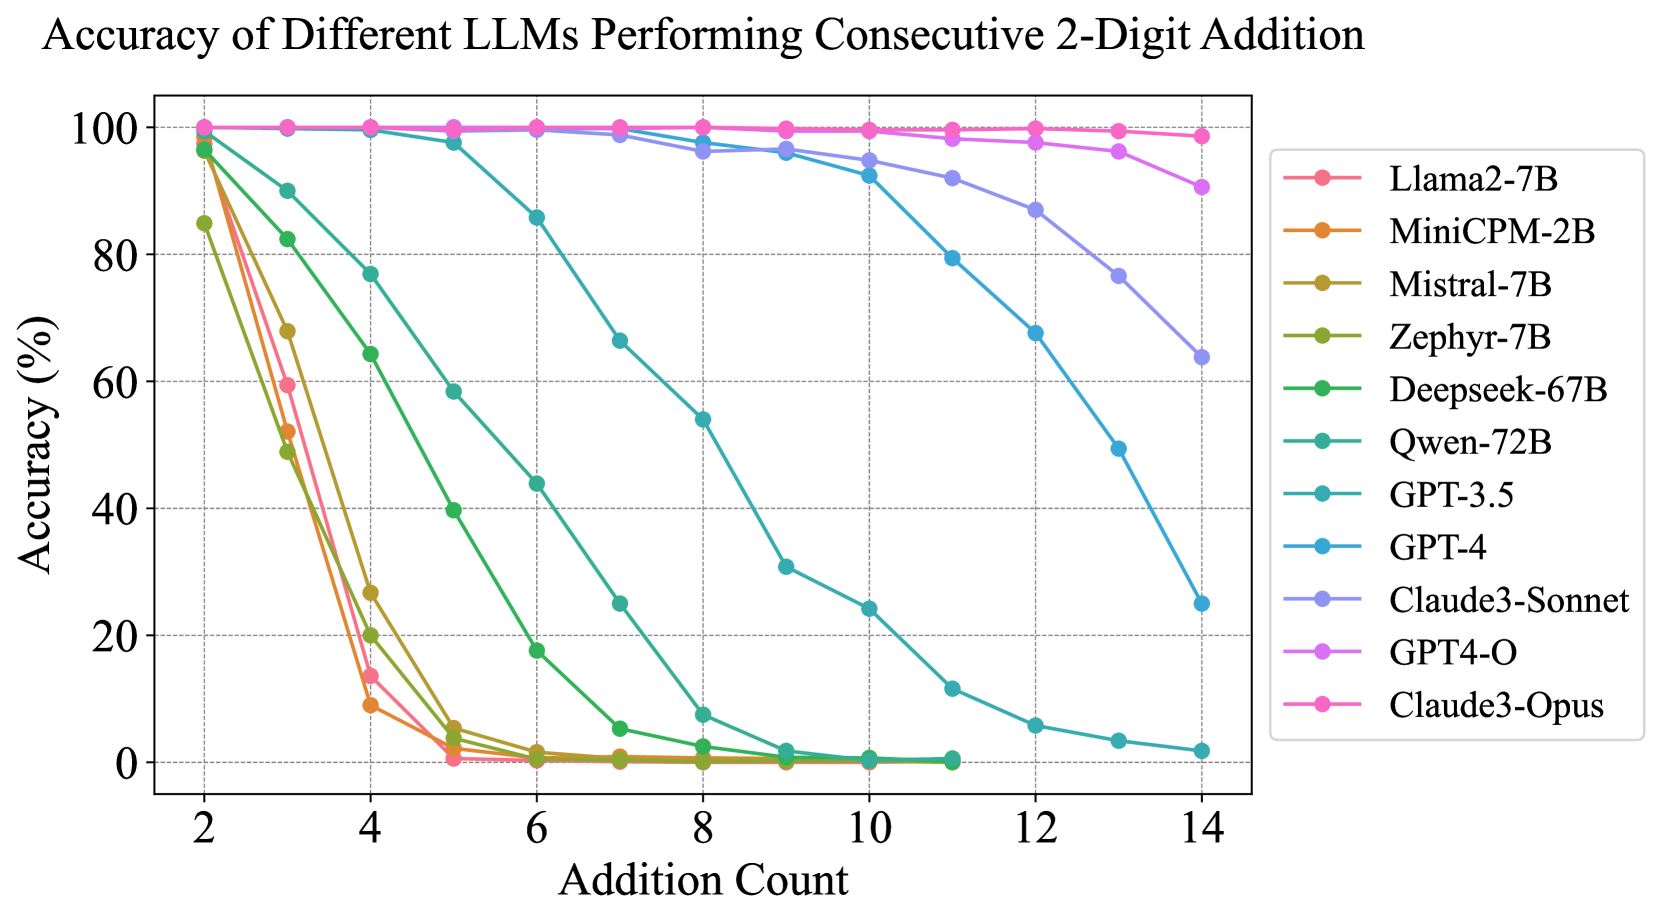 Accuracy of Different LLMs Performing Consecutive 2-Digit Addition
Accuracy (%)
100
80
60
40
20
0
2 4 6 8 10 12 14
Addition Count
Llama2-7B
MiniCPM-2B
Mistral-7B
Zephyr-7B
Deepseek-67B
Qwen-72B
GPT-3.5
GPT-4
Claude3-Sonnet
GPT4-O
Claude3-Opus